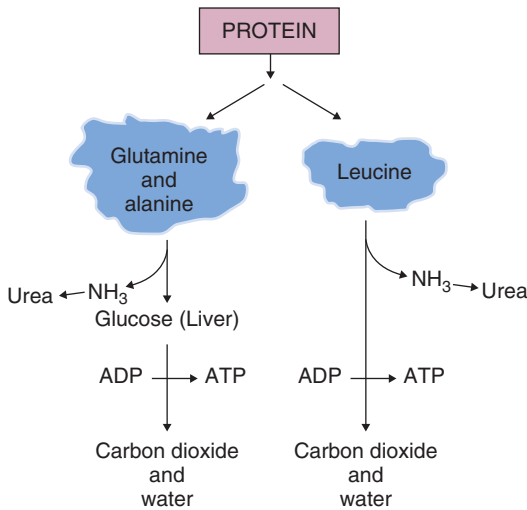 PROTEIN
Glutamine
and
alanine
Leucine
Urea
NH₃
Glucose (Liver)
NH₃
Urea
ADP
ATP
ADP
ATP
Carbon dioxide
and
water
Carbon dioxide
and
water